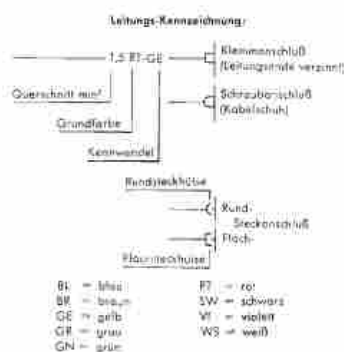 Leitungs-Kennzeichnung:
1,5 RT-GE
Klemmanschluß
(Leitungsende verzinnt)
Querschnitt mm²
Schraubanschluß
(Kabelschuh)
Grundfarbe
Kennwendel
Rundsteckhülse
Rund-
Steckanschluß
Flach-
Flachsteckhülse
BL = blau
BR = braun
GE = gelb
GR = grau
GN = grün
RT = rot
SW = schwarz
VI = violett
WS = weiß